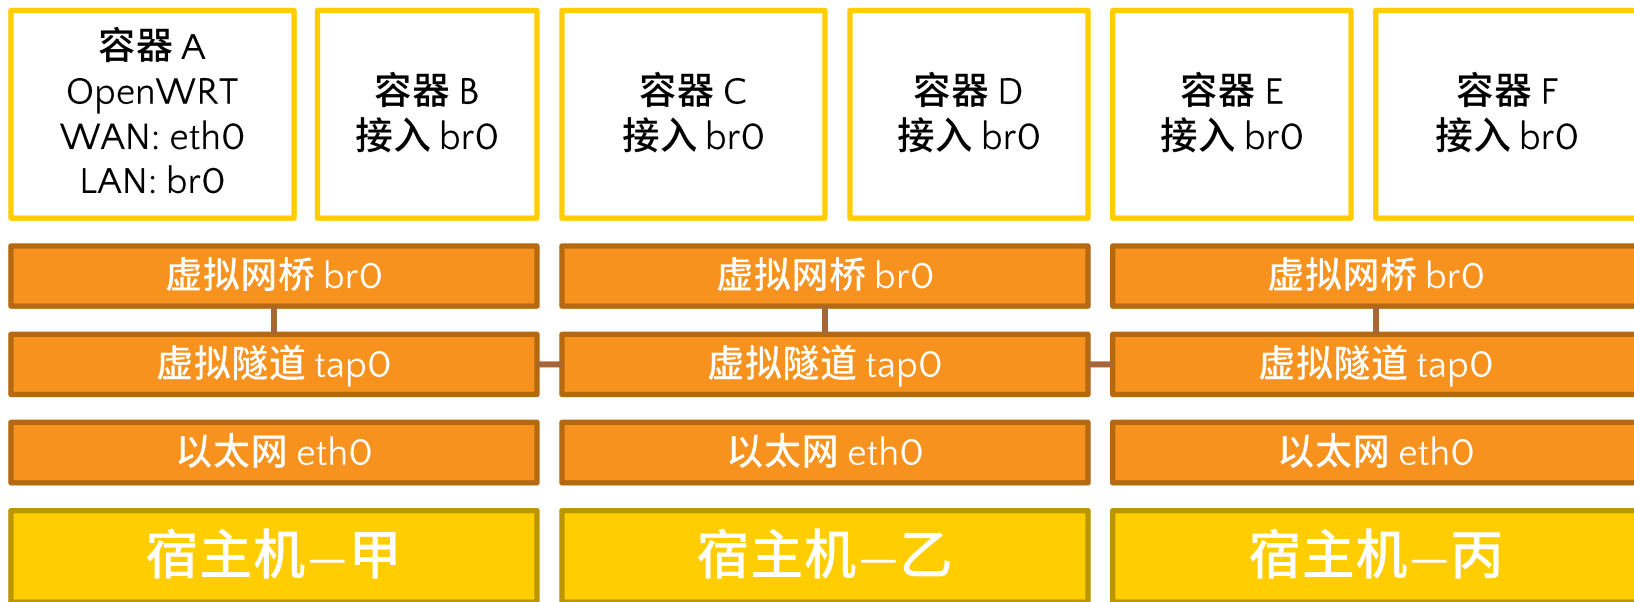 容器 A
OpenWRT
WAN: eth0
LAN: br0
容器 B
接入 br0
容器 C
接入 br0
容器 D
接入 br0
容器 E
接入 br0
容器 F
接入 br0
虚拟网桥 br0
虚拟网桥 br0
虚拟网桥 br0
虚拟隧道 tap0
虚拟隧道 tap0
虚拟隧道 tap0
以太网 eth0
以太网 eth0
以太网 eth0
宿主机—甲
宿主机—乙
宿主机—丙